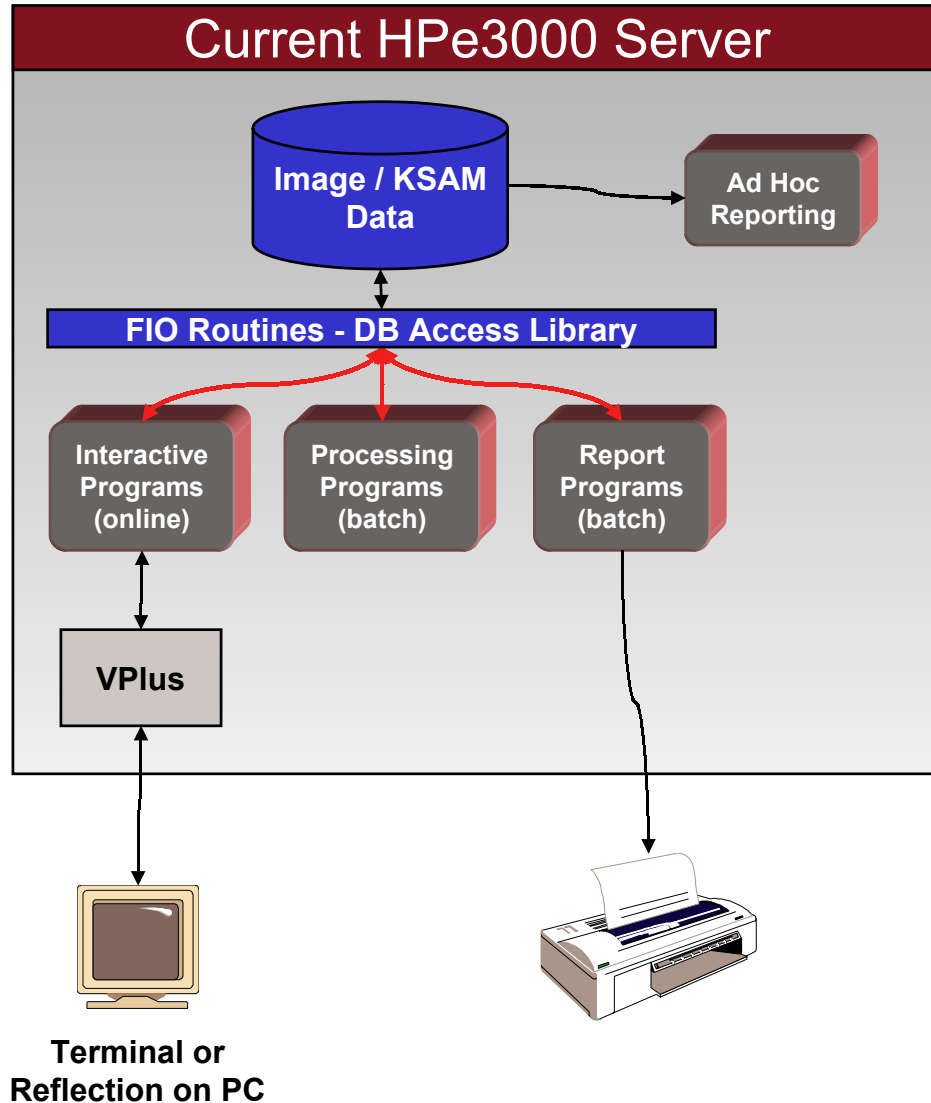 Current HPe3000 Server
Image / KSAM
Data
Ad Hoc
Reporting
FIO Routines - DB Access Library
Interactive
Programs
(online)
Processing
Programs
(batch)
Report
Programs
(batch)
VPlus
Terminal or
Reflection on PC